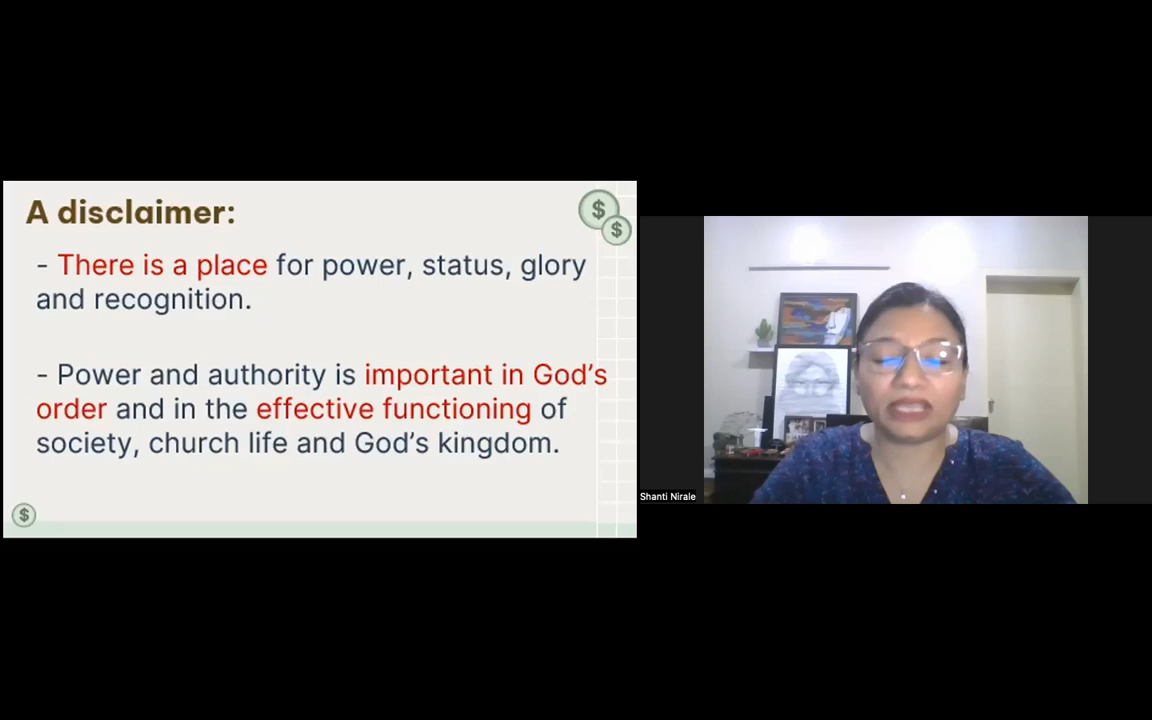 A disclaimer:
- There is a place for power, status, glory
and recognition.
- Power and authority is important in God's
order and in the effective functioning of
society, church life and God's kingdom.
$
$
$
Shanti Nirale